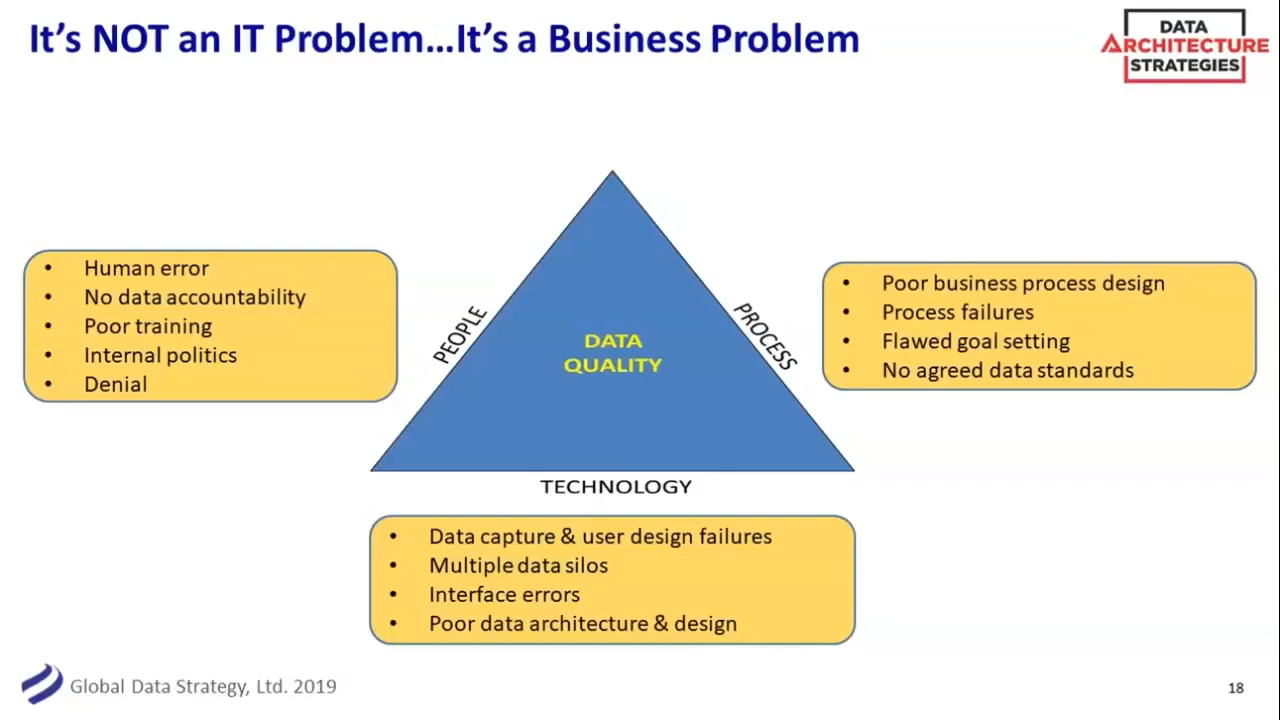 It's NOT an IT Problem...It's a Business Problem
DATA
ARCHITECTURE
STRATEGIES
• Human error
• No data accountability
• Poor training
• Internal politics
• Denial
PEOPLE
DATA
QUALITY
PROCESS
• Poor business process design
• Process failures
• Flawed goal setting
• No agreed data standards
TECHNOLOGY
• Data capture & user design failures
• Multiple data silos
• Interface errors
• Poor data architecture & design
Global Data Strategy, Ltd. 2019
18